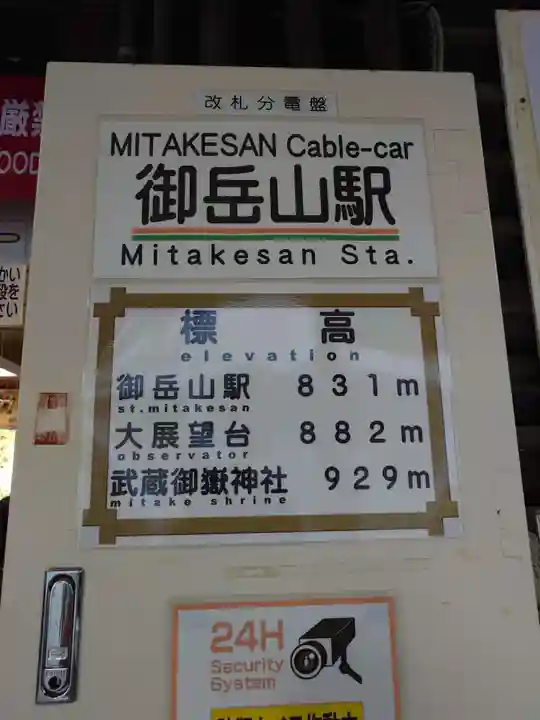 改札分電盤
MITAKESAN Cable-car
御岳山駅
Mitakesan Sta.
標高
elevation
御岳山駅 831m
st.mitakesan
大展望台 882m
observator
武蔵御嶽神社 929m
mitake shrine
24H
Security
System